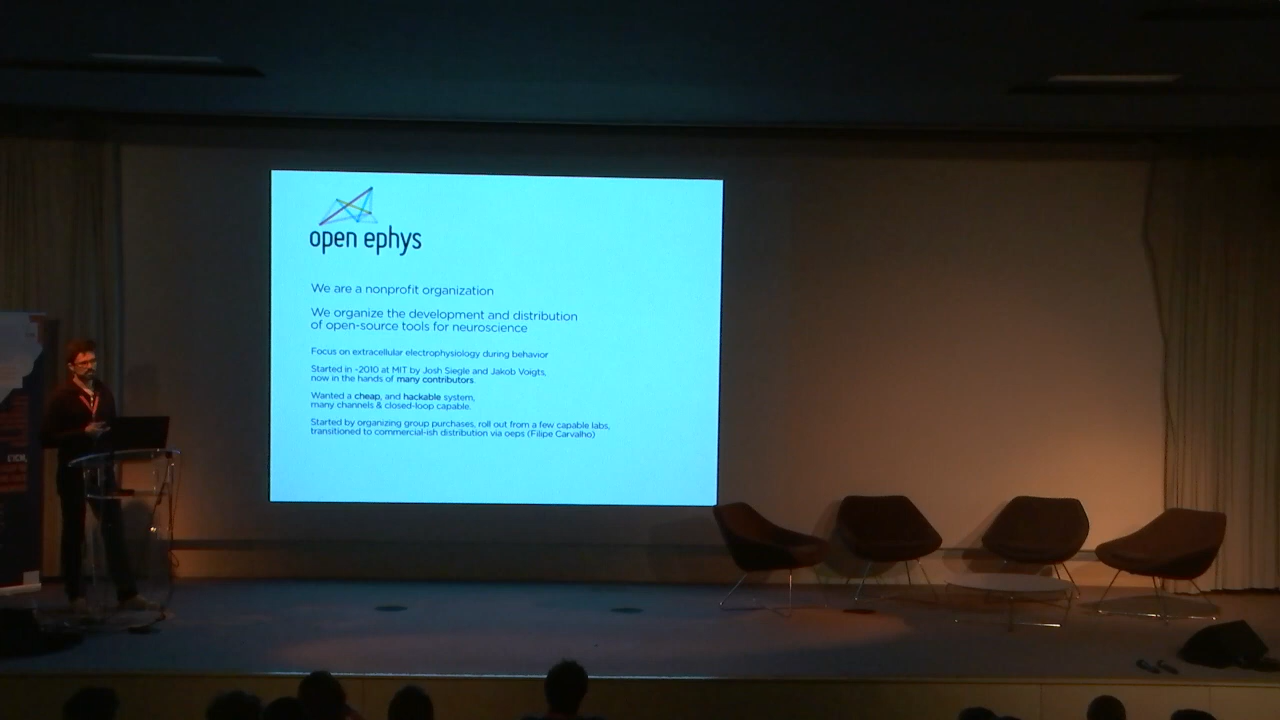 open ephys
We are a nonprofit organization
We organize the development and distribution
of open-source tools for neuroscience
Focus on extracellular electrophysiology during behavior
Started in ~2010 at MIT by Josh Siegle and Jakob Voigts,
now in the hands of many contributors.
Wanted a cheap, and hackable system,
many channels & closed-loop capable.
Started by organizing group purchases, roll out from a few capable labs,
transitioned to commercial-ish distribution via oeps (Filipe Carvalho)